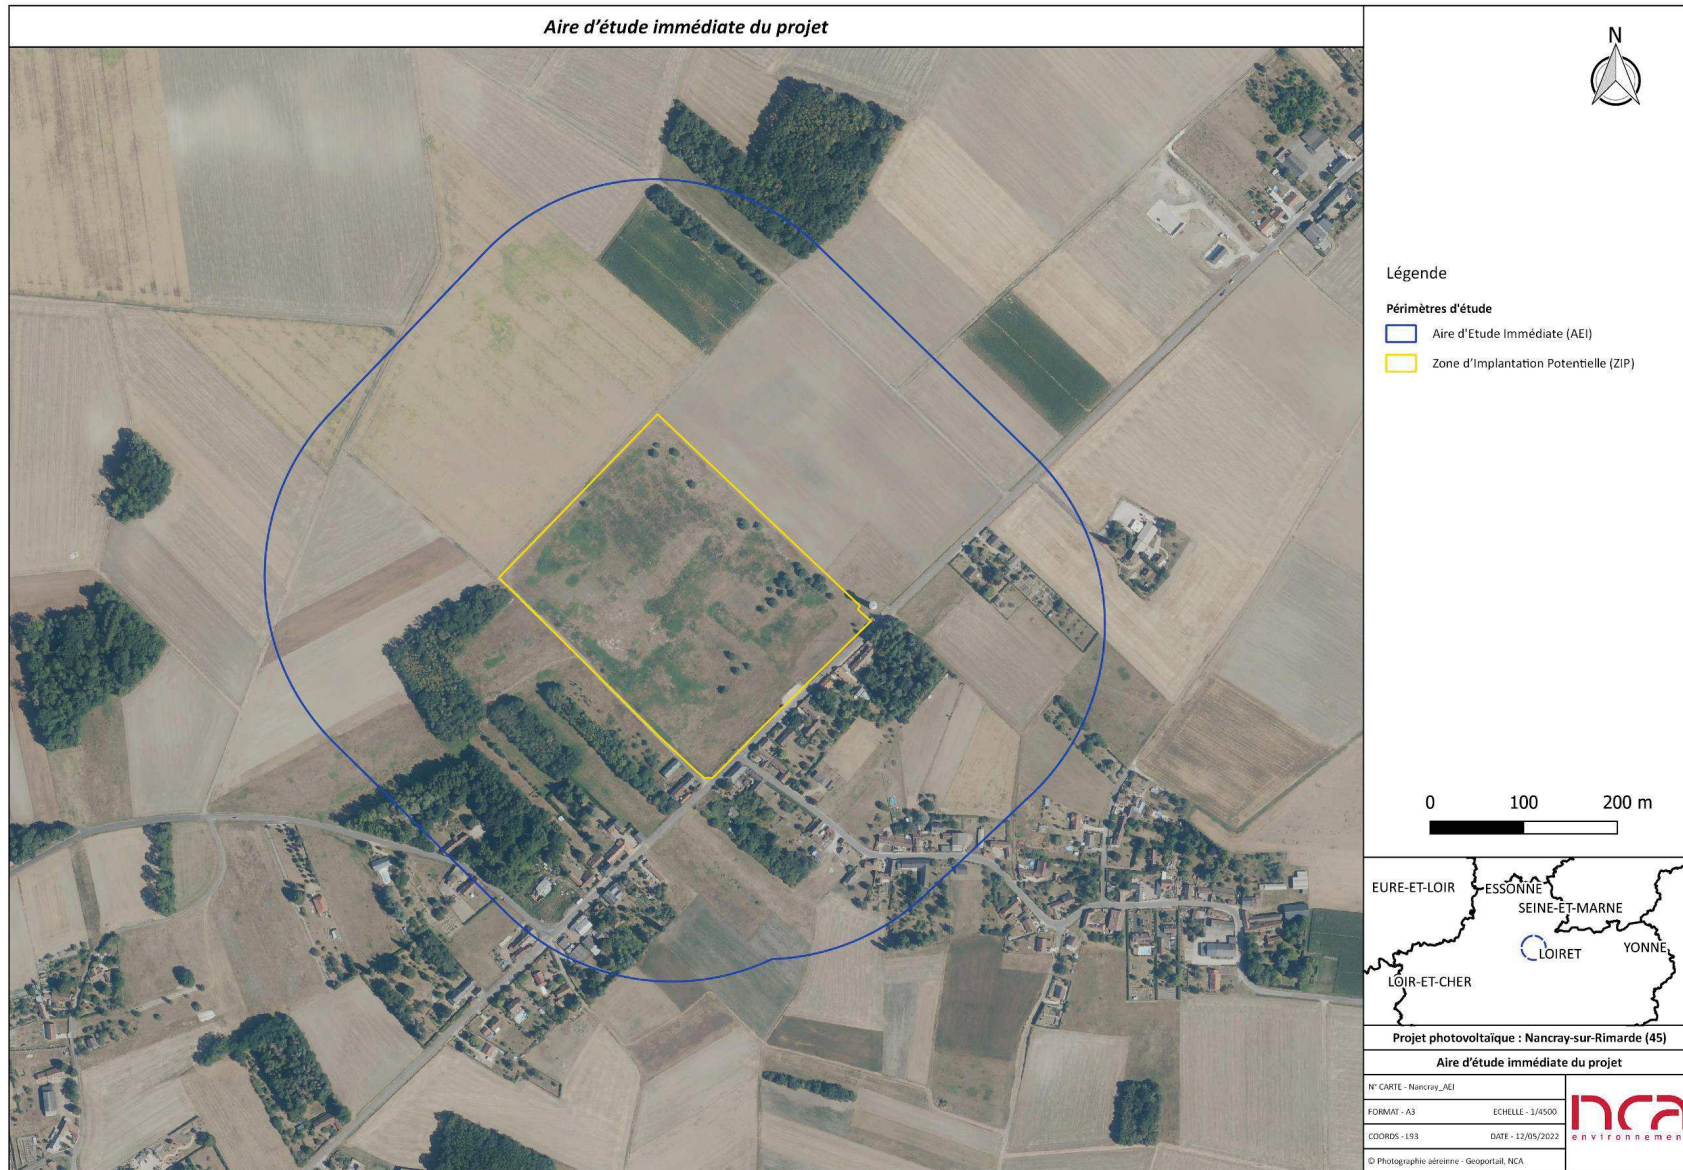 Aire d’étude immédiate du projet
N
Légende
Périmètres d'étude
Aire d'Etude Immédiate (AEI)
Zone d’Implantation Potentielle (ZIP)
0 100 200 m
EURE-ET-LOIR
ESSONNE
SEINE-ET-MARNE
YONNE
LOIRET
LOIR-ET-CHER
Projet photovoltaïque : Nancray-sur-Rimarde (45)
Aire d’étude immédiate du projet
N° CARTE - Nancray_AEI
FORMAT - A3 ECHELLE - 1/4500
COORDS - L93 DATE - 12/05/2022
© Photographie aéreinne - Geoportail, NCA
nca
environnemen